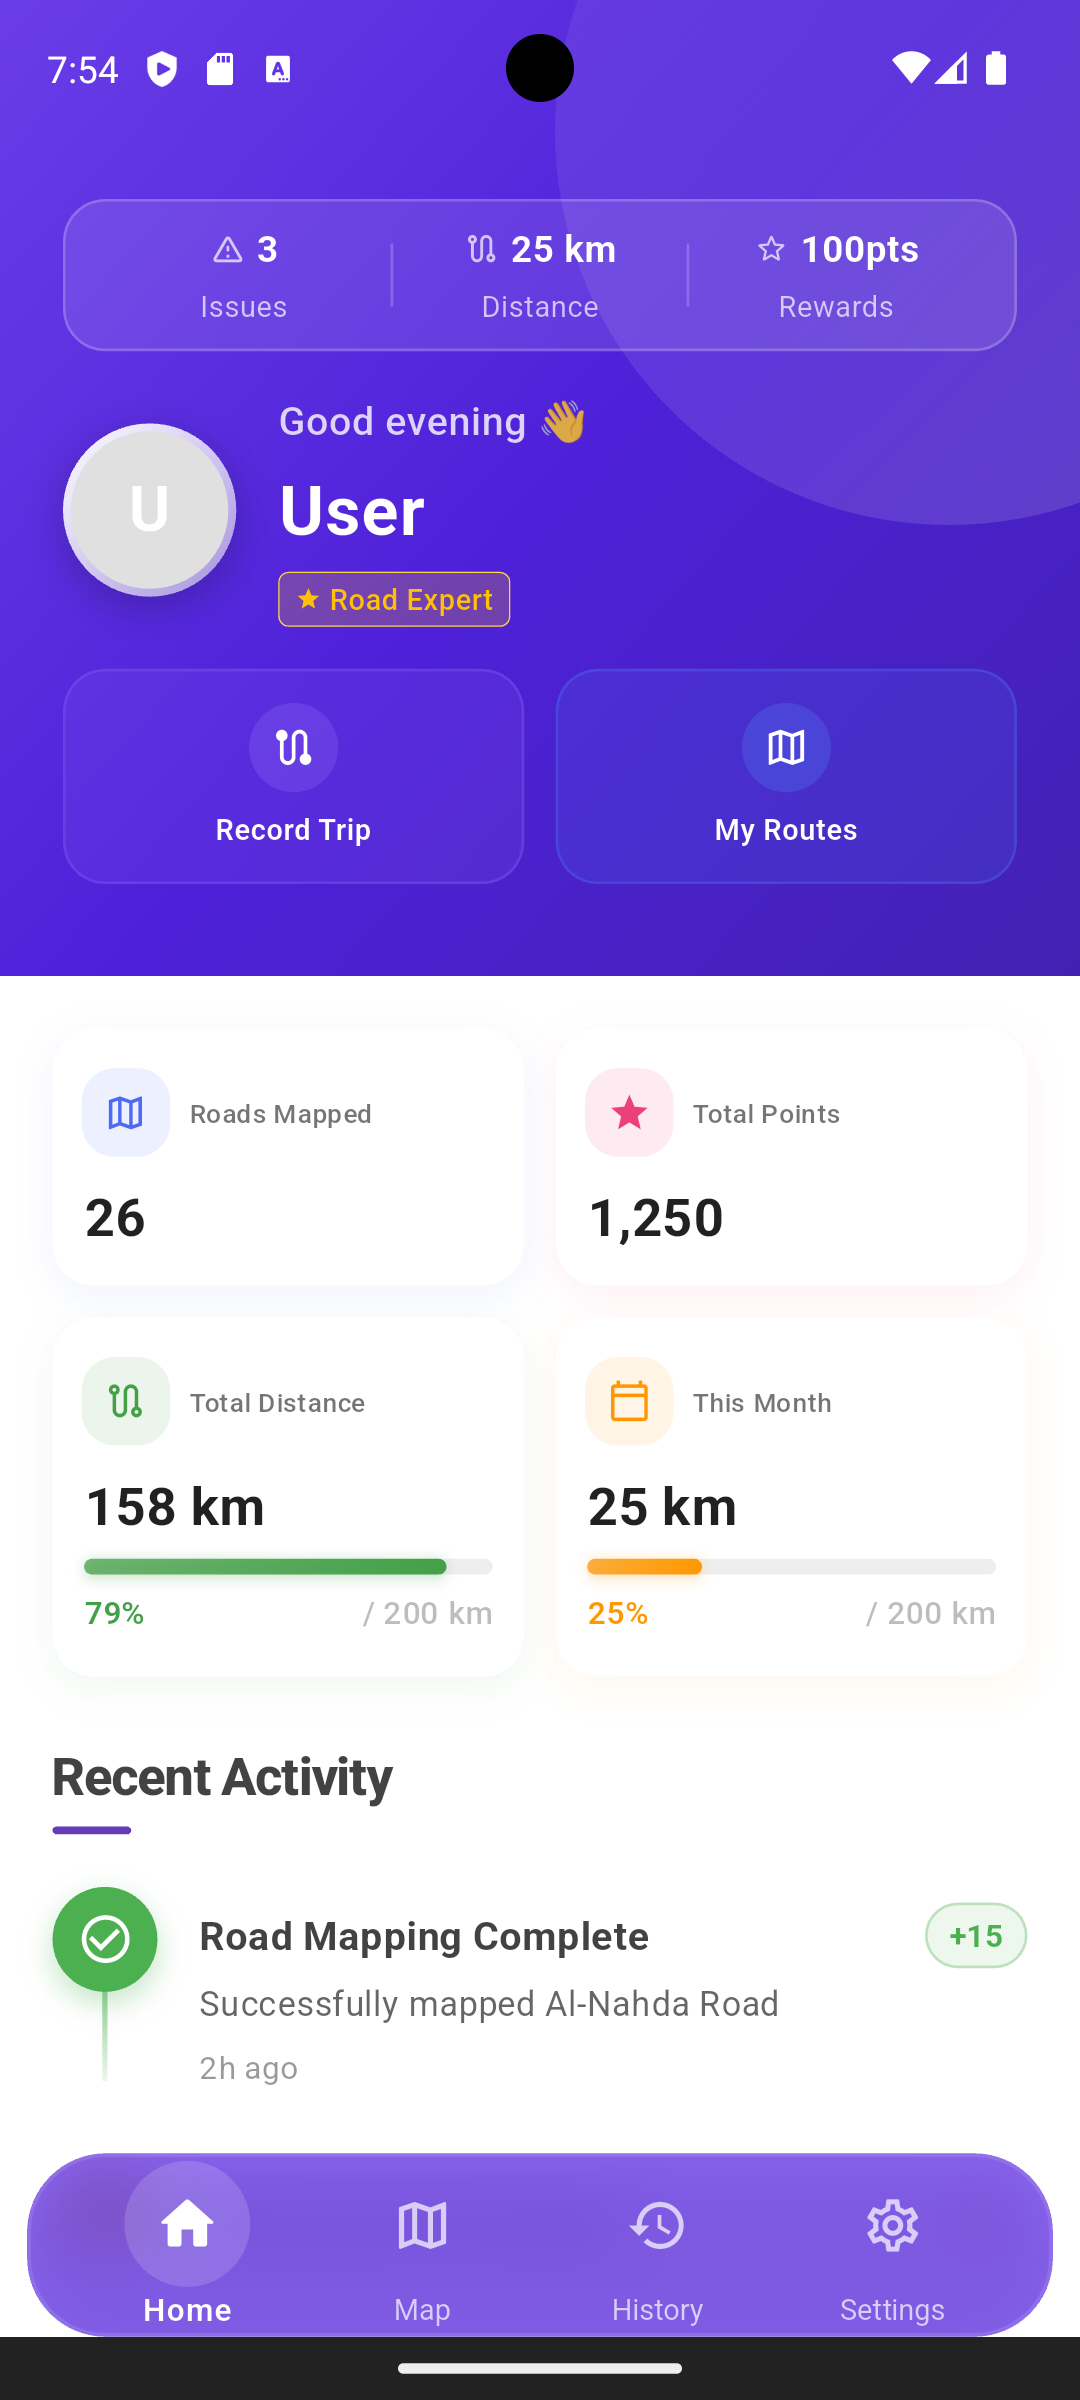 7:54
3
25 km
100pts
Issues
Distance
Rewards
Good evening 👋
U
User
Road Expert
Record Trip
My Routes
Roads Mapped
26
Total Points
1,250
Total Distance
158 km
79% / 200 km
This Month
25 km
25% / 200 km
Recent Activity
Road Mapping Complete
+15
Successfully mapped Al-Nahda Road
2h ago
Home
Map
History
Settings